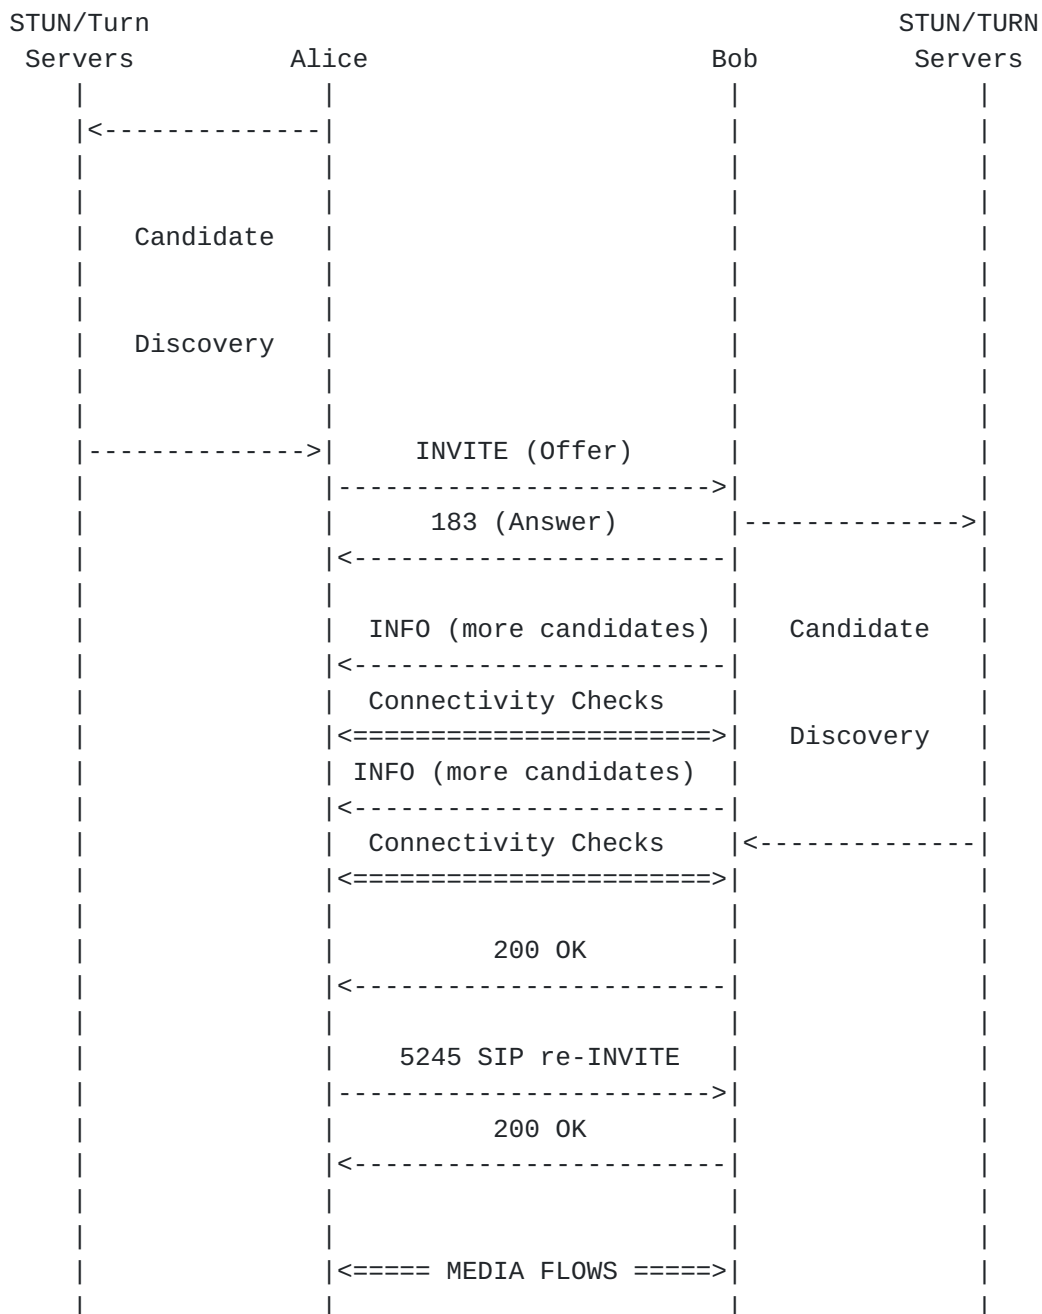 STUN/Turn                                                STUN/TURN
 Servers          Alice                      Bob          Servers
    |               |                         |               |
    |<--------------|                         |               |
    |               |                         |               |
    |               |                         |               |
    |   Candidate   |                         |               |
    |               |                         |               |
    |               |                         |               |
    |   Discovery   |                         |               |
    |               |                         |               |
    |               |                         |               |
    |-------------->|     INVITE (Offer)      |               |
    |               |------------------------>|               |
    |               |      183 (Answer)       |-------------->|
    |               |<------------------------|               |
    |               |                         |               |
    |               |  INFO (more candidates) |   Candidate   |
    |               |<------------------------|               |
    |               |  Connectivity Checks    |               |
    |               |<=======================>|   Discovery   |
    |               | INFO (more candidates)  |               |
    |               |<------------------------|               |
    |               |  Connectivity Checks    |<--------------|
    |               |<=======================>|               |
    |               |                         |               |
    |               |          200 OK         |               |
    |               |<------------------------|               |
    |               |                         |               |
    |               |    5245 SIP re-INVITE   |               |
    |               |------------------------>|               |
    |               |          200 OK         |               |
    |               |<------------------------|               |
    |               |                         |               |
    |               |                         |               |
    |               |<===== MEDIA FLOWS =====>|               |
    |               |                         |               |